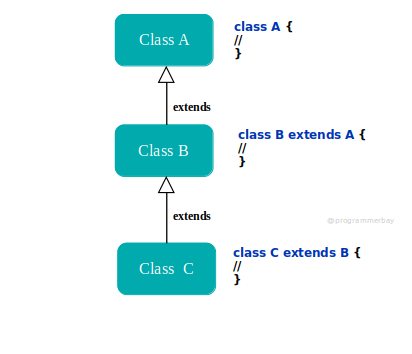 Class A
class A {
//
}
extends
Class B
class B extends A {
//
}
extends
@programmerbay
Class  C
class C extends B {
//
}